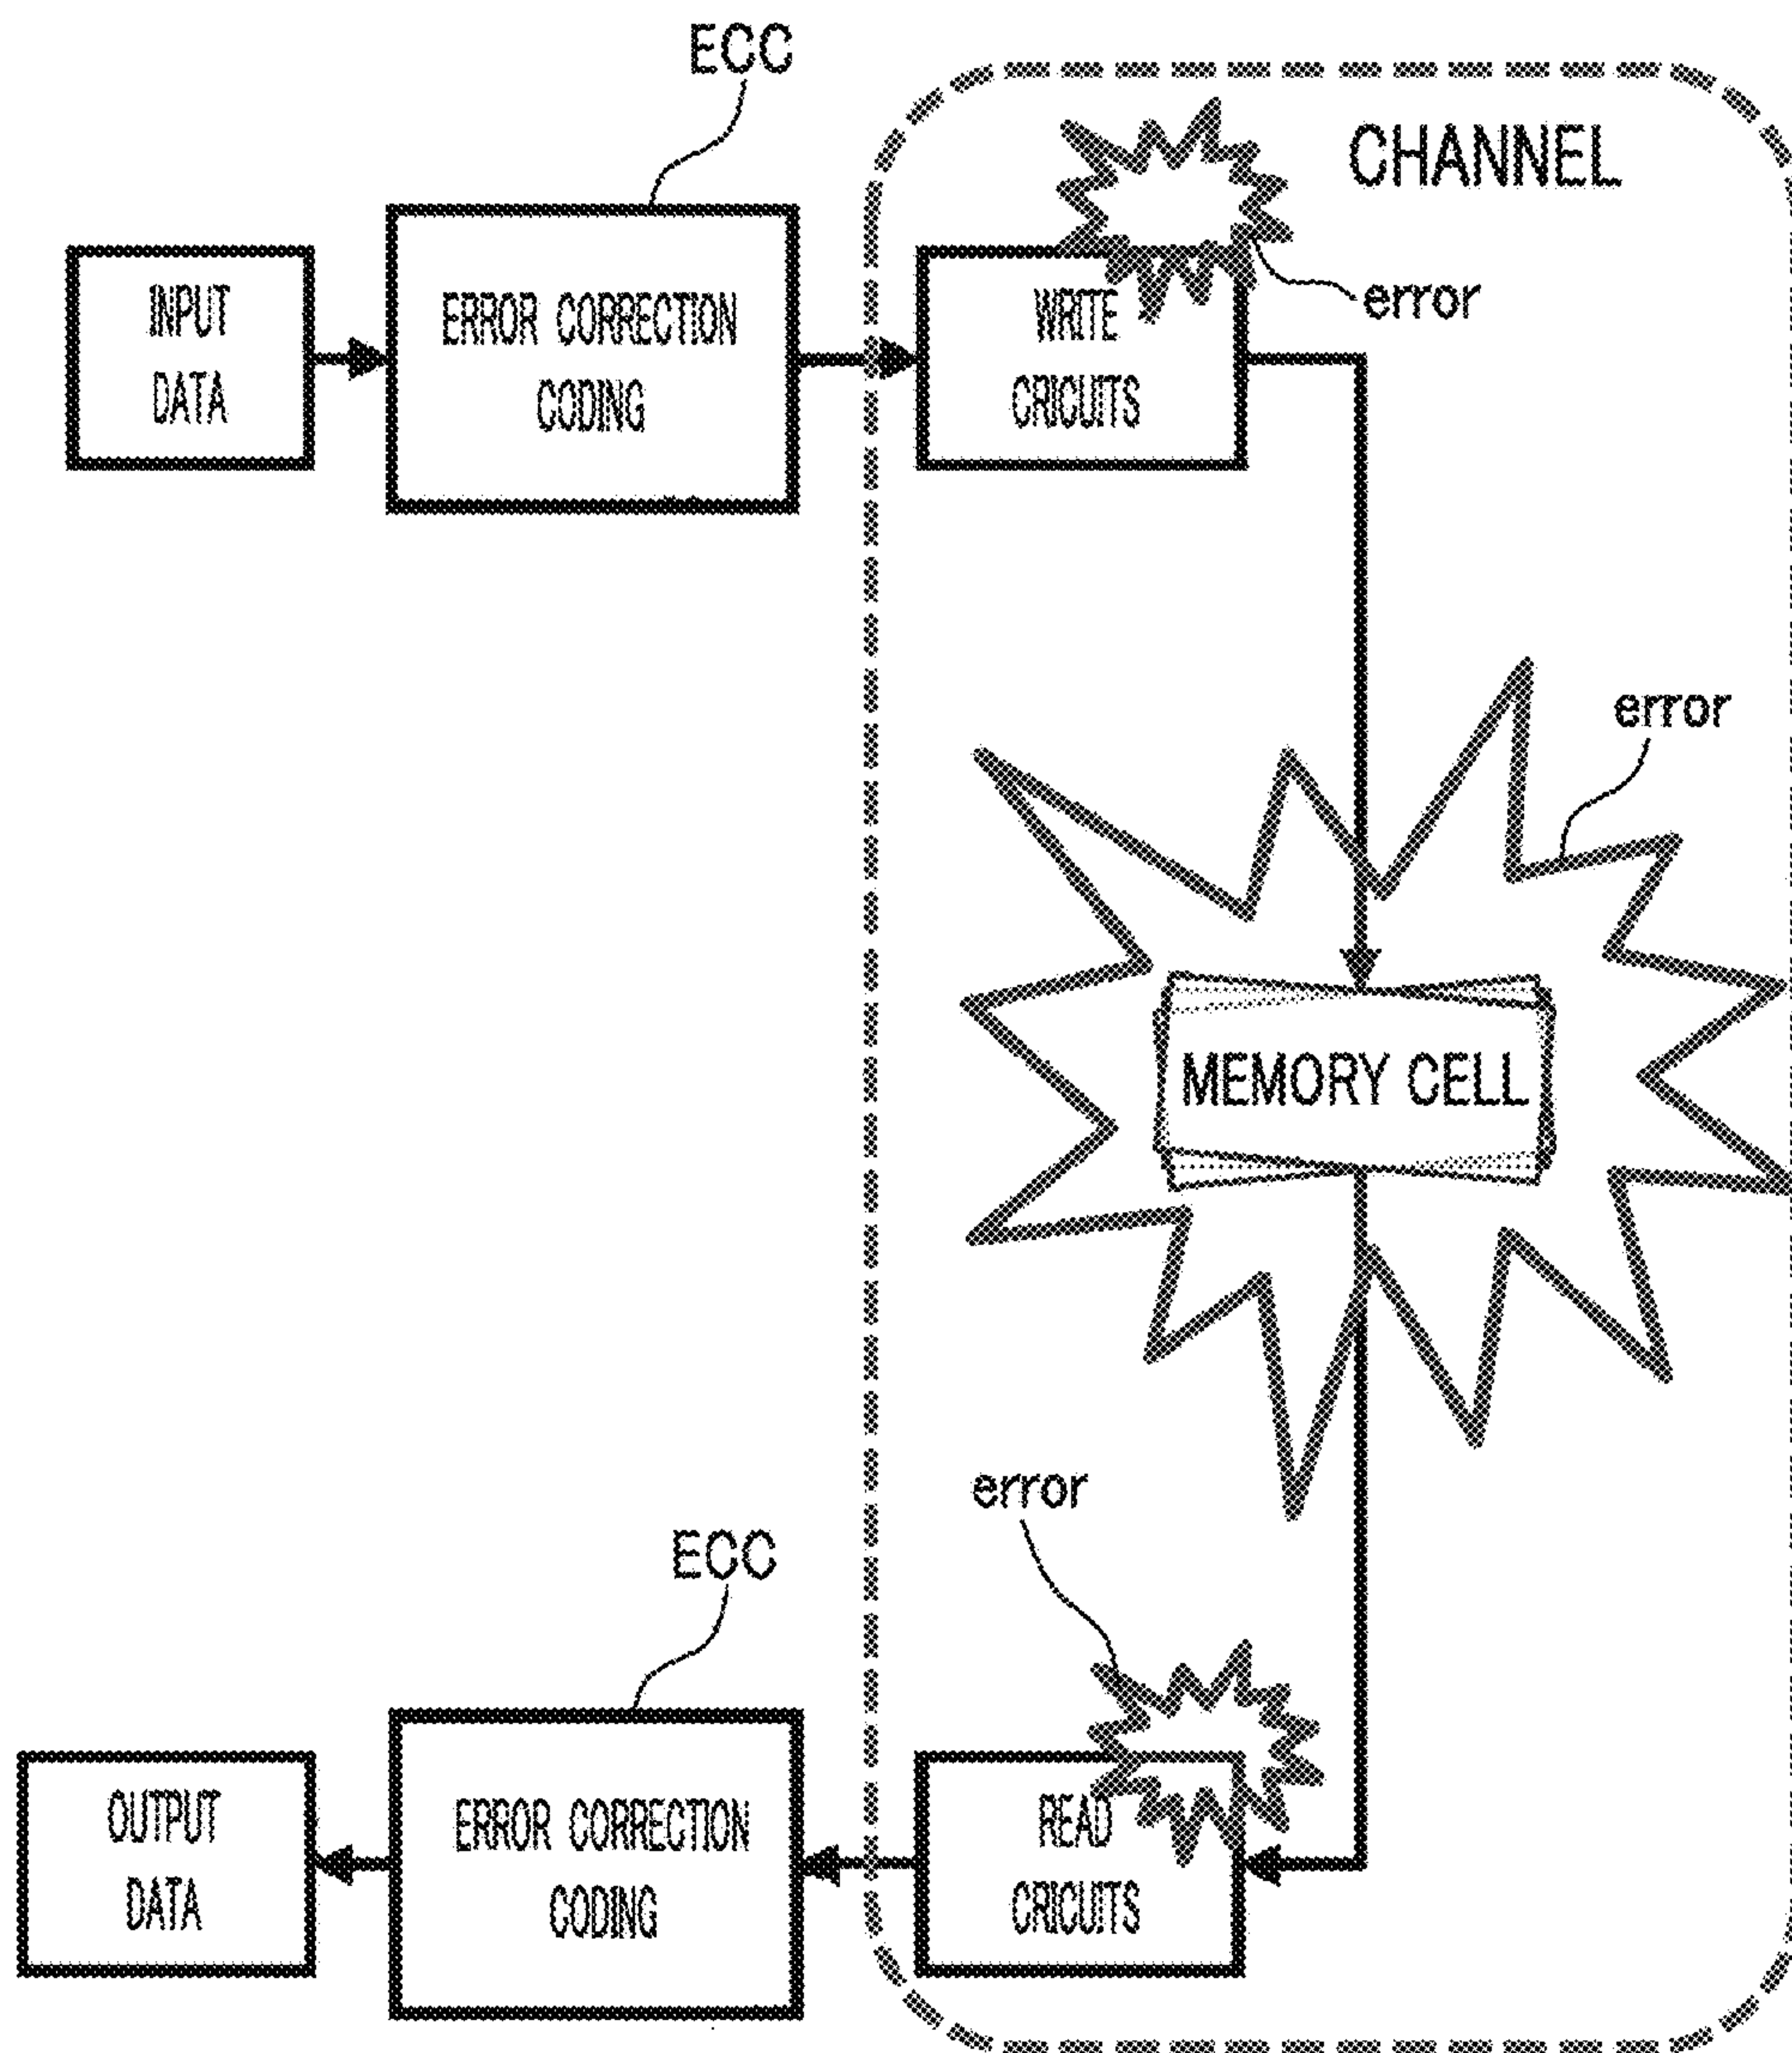 ECC
CHANNEL
INPUT
DATA
ERROR CORRECTION
CODING
WRITE
CRICUITS
error
error
MEMORY CELL
error
ECC
OUTPUT
DATA
ERROR CORRECTION
CODING
READ
CRICUITS